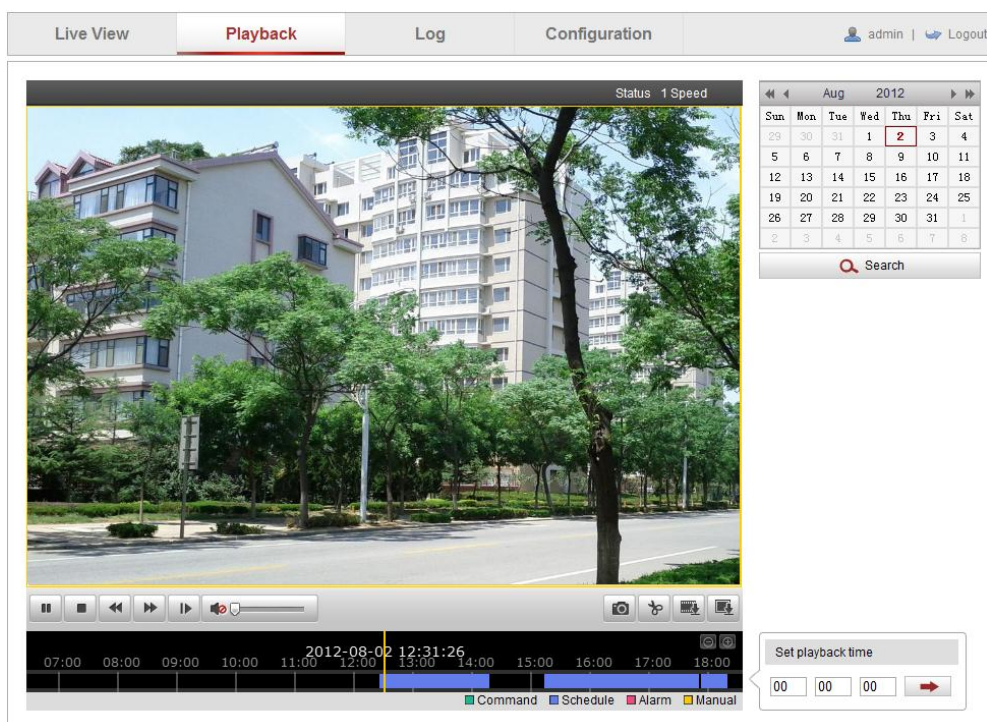 Live View Playback Log Configuration admin | Logout
Status 1 Speed
Aug 2012
Sun Mon Tue Wed Thu Fri Sat
29 30 31 1 2 3 4
5 6 7 8 9 10 11
12 13 14 15 16 17 18
19 20 21 22 23 24 25
26 27 28 29 30 31 1
2 3 4 5 6 7 8
Search
2012-08-02 12:31:26
07:00 08:00 09:00 10:00 11:00 12:00 13:00 14:00 15:00 16:00 17:00 18:00
Command Schedule Alarm Manual
Set playback time
00 00 00